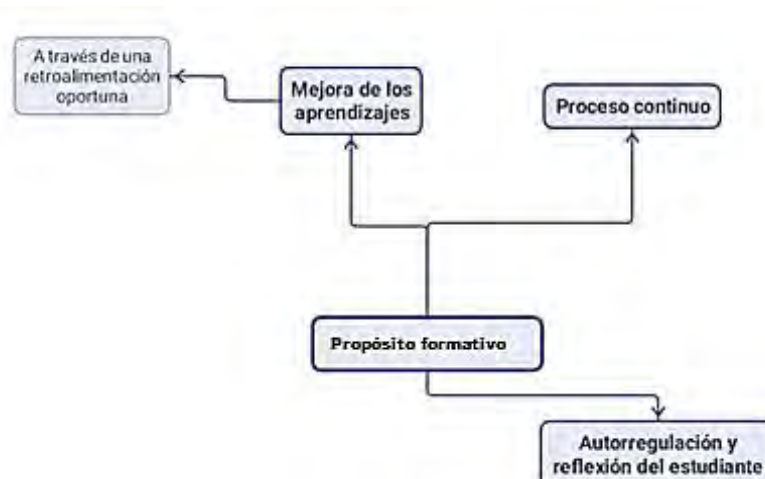 A través de una
retroalimentación
oportuna
Mejora de los
aprendizajes
Proceso continuo
Propósito formativo
Autorregulación y
reflexión del estudiante